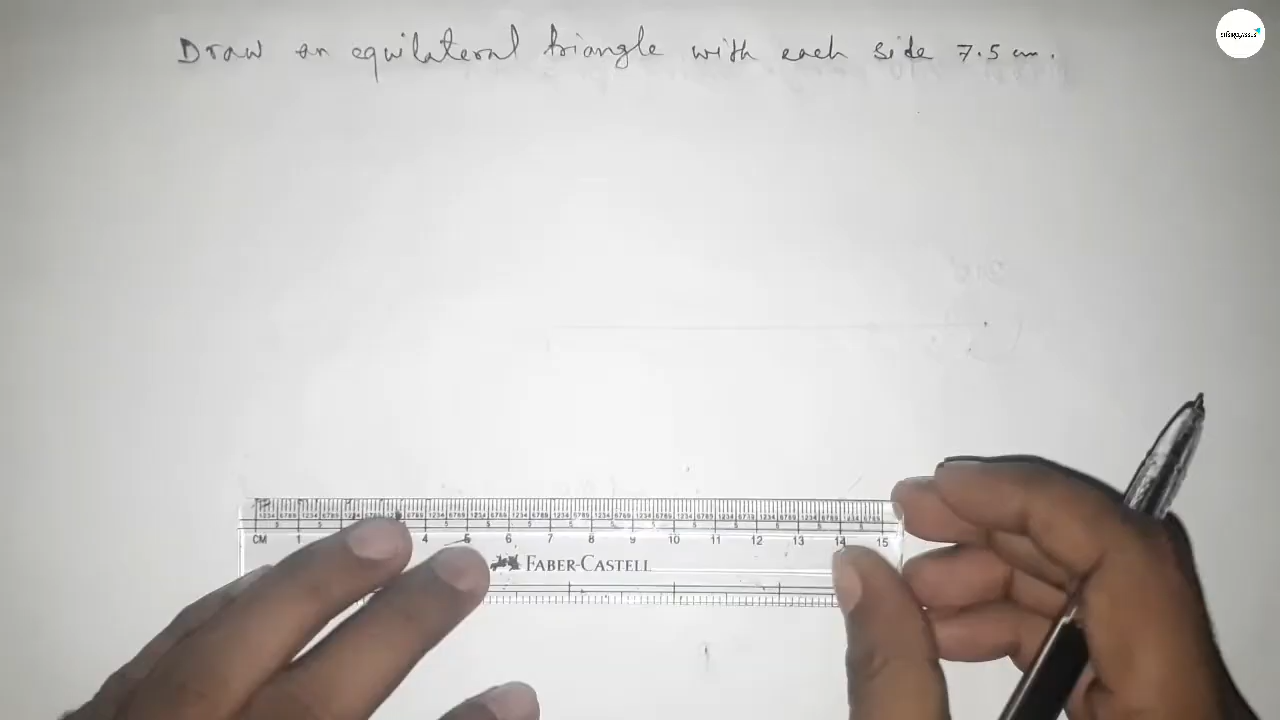 Draw an equilateral triangle with each side 7.5 cm.
CM 1 4 5 6 7 8 9 10 11 12 13 14 15
FABER-CASTELL